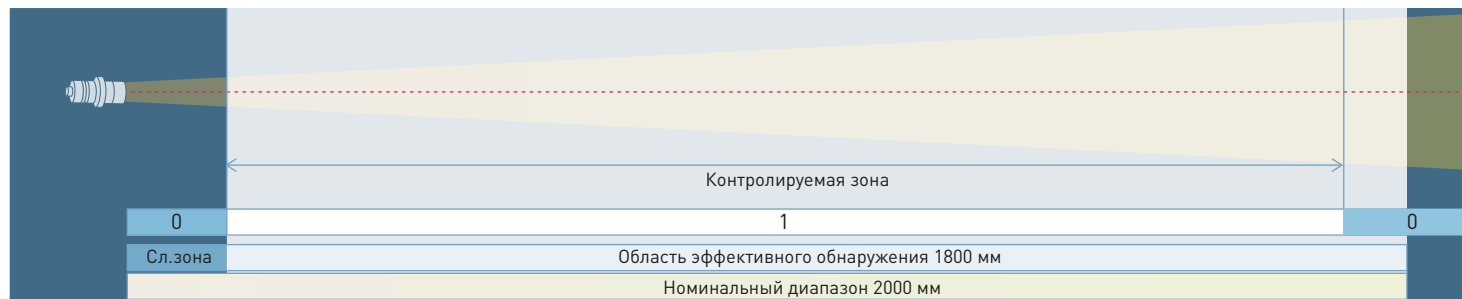 Контролируемая зона
0 1 0
Сл.зона Область эффективного обнаружения 1800 мм
Номинальный диапазон 2000 мм